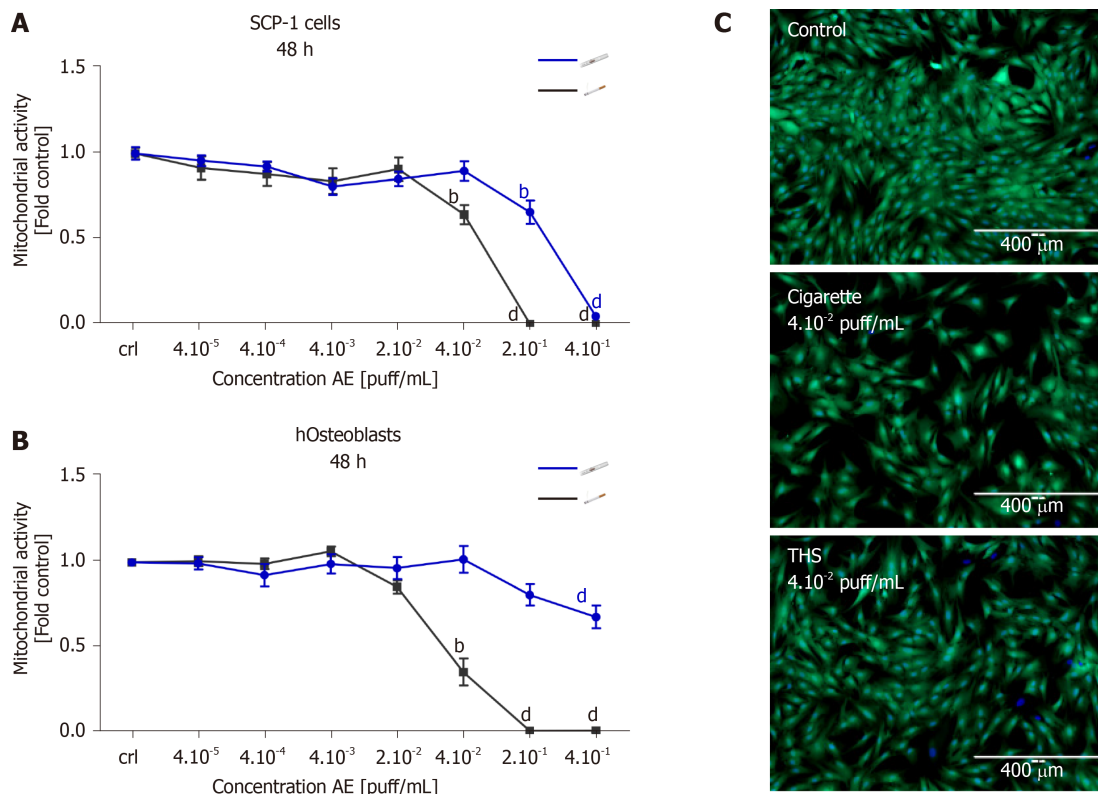 A
SCP-1 cells
48 h
1.5
1.0
0.5
0.0
Mitochondrial activity
[Fold control]
b
b
d
d
d
crl
4.10⁻⁵
4.10⁻⁴
4.10⁻³
2.10⁻²
4.10⁻²
2.10⁻¹
4.10⁻¹
Concentration AE [puff/mL]
B
hOsteoblasts
48 h
1.5
1.0
0.5
0.0
Mitochondrial activity
[Fold control]
d
b
d
d
crl
4.10⁻⁵
4.10⁻⁴
4.10⁻³
2.10⁻²
4.10⁻²
2.10⁻¹
4.10⁻¹
Concentration AE [puff/mL]
C
Control
400 μm
Cigarette
4.10⁻² puff/mL
400 μm
THS
4.10⁻² puff/mL
400 μm